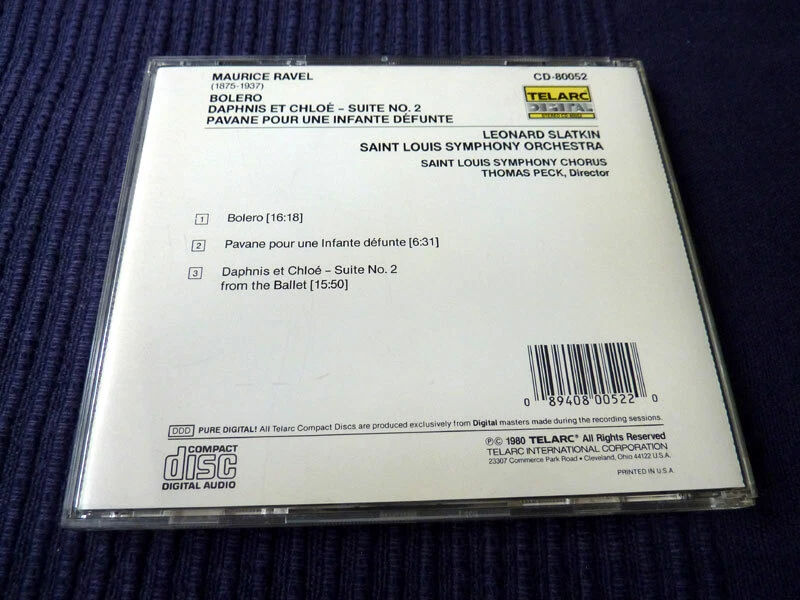 MAURICE RAVEL
(1875-1937)
BOLERO
DAPHNIS ET CHLOÉ – SUITE NO. 2
PAVANE POUR UNE INFANTE DÉFUNTE
CD-80052
TELARC
DIGITAL
STEREO CD 80052
LEONARD SLATKIN
SAINT LOUIS SYMPHONY ORCHESTRA
SAINT LOUIS SYMPHONY CHORUS
THOMAS PECK, Director
1 Bolero [16:18]
2 Pavane pour une Infante défunte [6:31]
3 Daphnis et Chloé – Suite No. 2
from the Ballet [15:50]
0 89408 00522 0
DDD PURE DIGITAL! All Telarc Compact Discs are produced exclusively from Digital masters made during the recording sessions.
COMPACT
disc
DIGITAL AUDIO
℗© 1980 TELARC® All Rights Reserved
TELARC INTERNATIONAL CORPORATION
23307 Commerce Park Road • Cleveland, Ohio 44122 U.S.A.
PRINTED IN U.S.A.